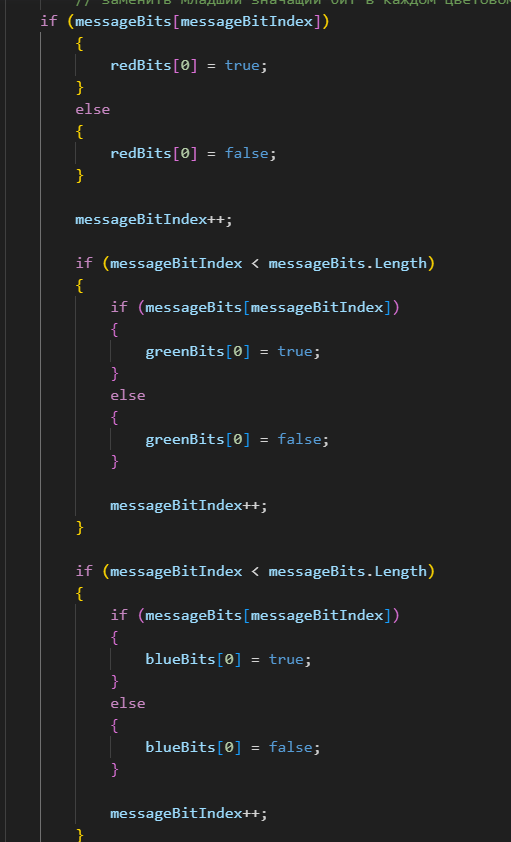 // заменить младший значащий бит в каждом цветовом
if (messageBits[messageBitIndex])
{
redBits[0] = true;
}
else
{
redBits[0] = false;
}
messageBitIndex++;
if (messageBitIndex < messageBits.Length)
{
if (messageBits[messageBitIndex])
{
greenBits[0] = true;
}
else
{
greenBits[0] = false;
}
messageBitIndex++;
}
if (messageBitIndex < messageBits.Length)
{
if (messageBits[messageBitIndex])
{
blueBits[0] = true;
}
else
{
blueBits[0] = false;
}
messageBitIndex++;
}